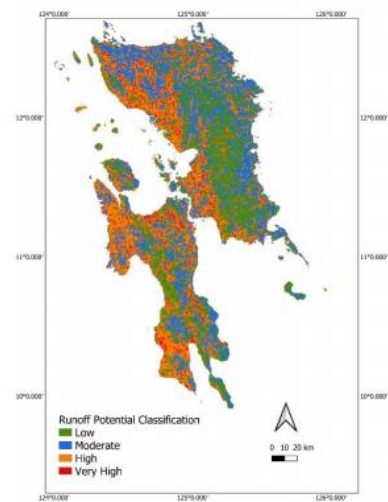 124°0.000' 125°0.000' 126°0.000'
12°0.000' 12°0.000'
11°0.000' 11°0.000'
10°0.000' 10°0.000'
Runoff Potential Classification
Low
Moderate
High
Very High
0 10 20 km
124°0.000' 125°0.000' 126°0.000'